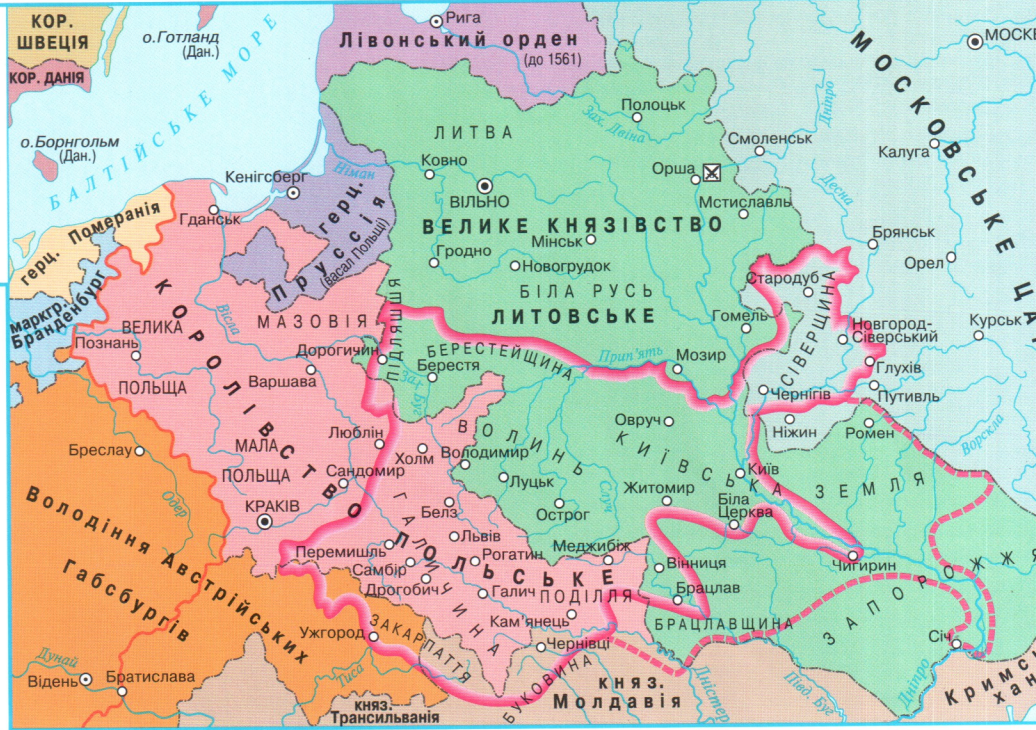 КОР.
ШВЕЦІЯ
КОР. ДАНІЯ
о.Готланд
(Дан.)
о.Борнгольм
(Дан.)
БАЛТІЙСЬКЕ МОРЕ
Рига
Лівонський орден
(до 1561)
МОСКОВСЬКЕ ЦА
МОСКВ
Полоцьк
Зах. Двіна
Дніпро
ЛИТВА
Смоленськ
Калуга
Ковно
Орша
Німан
Кенігсберг
ВІЛЬНО
Десна
Мстиславль
Гданськ
ВЕЛИКЕ КНЯЗІВСТВО
Мінськ
Брянськ
герц. Померанія
герц.
Пруссія
(васал Польщі)
Гродно
Новогрудок
Орел
БІЛА РУСЬ
Стародуб
ЛИТОВСЬКЕ
маркгр.
Бранденбург
КОРОЛІВСТВО
Вісла
МАЗОВІЯ
ПІДЛЯШШЯ
Гомель
СІВЕРЩИНА
Новгород-
Сіверський
Курськ
ВЕЛИКА
Познань
ПОЛЬЩА
Дорогичин
БЕРЕСТЕЙЩИНА
Берестя
Зах. Буг
Прип'ять
Мозир
Глухів
Путивль
Варшава
Чернігів
Ніжин
Ромен
Ворскла
Бреслау
МАЛА
ПОЛЬЩА
Люблін
Холм
ВОЛИНЬ
Володимир
Овруч
КИЇВСЬКА ЗЕМЛЯ
Сандомир
Луцьк
Случ
Київ
Одер
КРАКІВ
Белз
Острог
Житомир
Біла
Церква
Володіння Австрійських
Габсбургів
ГАЛИЧИНА
Львів
Перемишль
Рогатин
Меджибіж
Вінниця
Чигирин
Самбір
ПОЛЬСЬКЕ
Дрогобич
Галич
ПОДІЛЛЯ
Брацлав
ЗАПОРОЖЖЯ
БРАЦЛАВЩИНА
Кам'янець
Ужгород
ЗАКАРПАТТЯ
Чернівці
Січ
Дунай
Відень
Братислава
Тиса
БУКОВИНА
княз.
Молдавія
Дністер
Півд. Буг
Дніпро
Кримсь
хан
княз.
Трансильванія